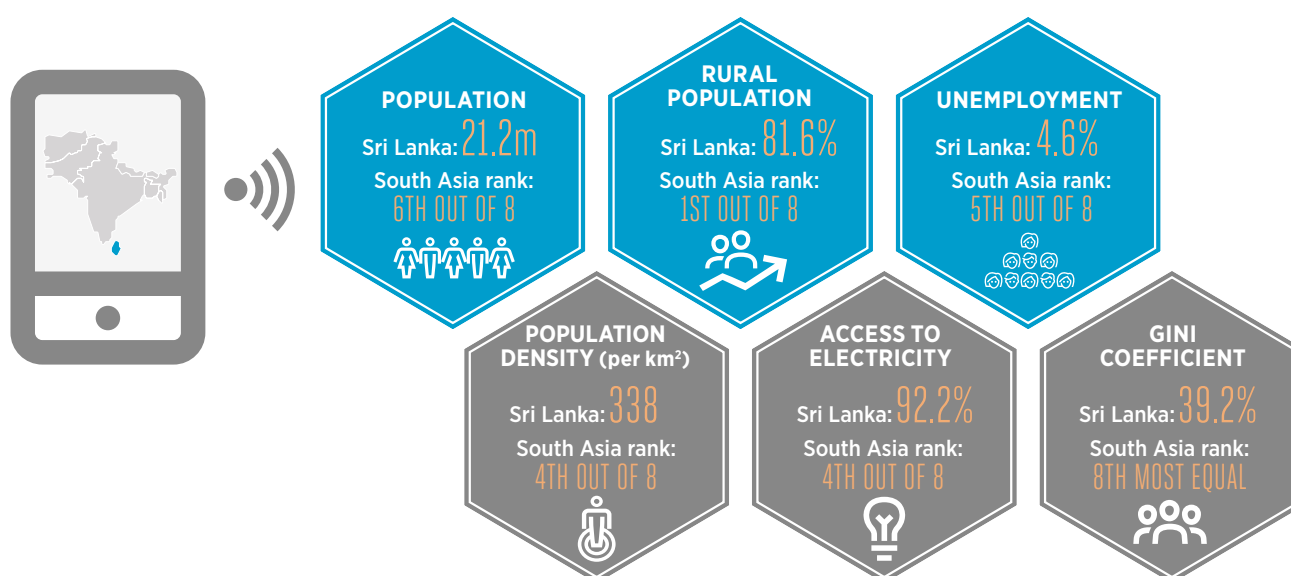 POPULATION
Sri Lanka: 21.2m
South Asia rank:
6TH OUT OF 8
RURAL
POPULATION
Sri Lanka: 81.6%
South Asia rank:
1ST OUT OF 8
UNEMPLOYMENT
Sri Lanka: 4.6%
South Asia rank:
5TH OUT OF 8
POPULATION
DENSITY (per km²)
Sri Lanka: 338
South Asia rank:
4TH OUT OF 8
ACCESS TO
ELECTRICITY
Sri Lanka: 92.2%
South Asia rank:
4TH OUT OF 8
GINI
COEFFICIENT
Sri Lanka: 39.2%
South Asia rank:
8TH MOST EQUAL